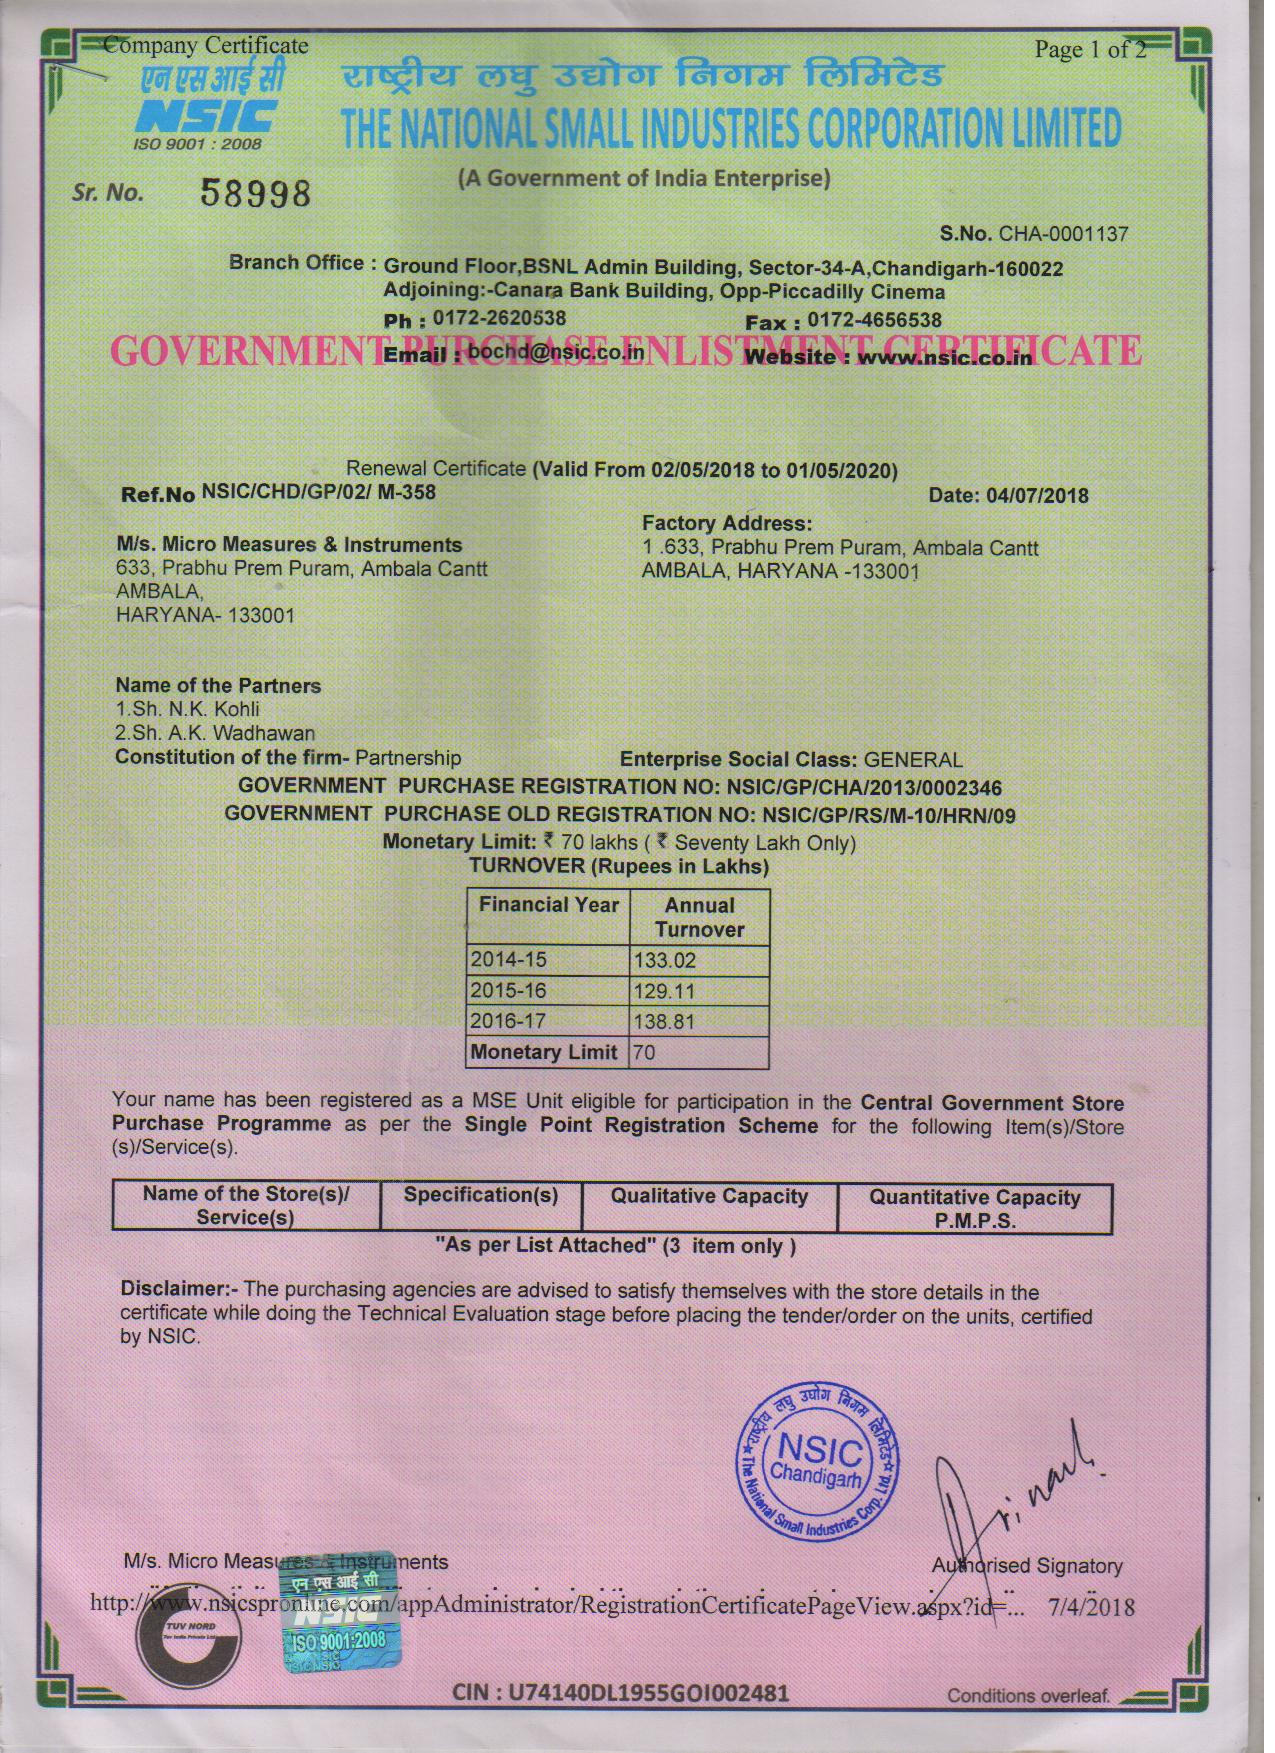 Company Certificate
Page 1 of 2
एन एस आई सी
NSIC
ISO 9001 : 2008
राष्ट्रीय लघु उद्योग निगम लिमिटेड
THE NATIONAL SMALL INDUSTRIES CORPORATION LIMITED
(A Government of India Enterprise)
Sr. No. 58998
S.No. CHA-0001137
Branch Office : Ground Floor,BSNL Admin Building, Sector-34-A,Chandigarh-160022
Adjoining:-Canara Bank Building, Opp-Piccadilly Cinema
Ph : 0172-2620538 Fax : 0172-4656538
GOVERNMENT PURCHASE ENLISTMENT CERTIFICATE
Email : bochd@nsic.co.in Website : www.nsic.co.in
Renewal Certificate (Valid From 02/05/2018 to 01/05/2020)
Ref.No NSIC/CHD/GP/02/ M-358 Date: 04/07/2018
M/s. Micro Measures & Instruments
633, Prabhu Prem Puram, Ambala Cantt
AMBALA,
HARYANA- 133001
Factory Address:
1 .633, Prabhu Prem Puram, Ambala Cantt
AMBALA, HARYANA -133001
Name of the Partners
1.Sh. N.K. Kohli
2.Sh. A.K. Wadhawan
Constitution of the firm- Partnership Enterprise Social Class: GENERAL
GOVERNMENT PURCHASE REGISTRATION NO: NSIC/GP/CHA/2013/0002346
GOVERNMENT PURCHASE OLD REGISTRATION NO: NSIC/GP/RS/M-10/HRN/09
Monetary Limit: ₹ 70 lakhs ( ₹ Seventy Lakh Only)
TURNOVER (Rupees in Lakhs)
Financial Year Annual
Turnover
2014-15 133.02
2015-16 129.11
2016-17 138.81
Monetary Limit 70
Your name has been registered as a MSE Unit eligible for participation in the Central Government Store
Purchase Programme as per the Single Point Registration Scheme for the following Item(s)/Store
(s)/Service(s).
Name of the Store(s)/
Service(s)
Specification(s)
Qualitative Capacity
Quantitative Capacity
P.M.P.S.
"As per List Attached" (3 item only )
Disclaimer:- The purchasing agencies are advised to satisfy themselves with the store details in the
certificate while doing the Technical Evaluation stage before placing the tender/order on the units, certified
by NSIC.
राष्ट्रीय लघु उद्योग निगम लिमिटेड
NSIC
Chandigarh
The National Small Industries Corp. Ltd.
M/s. Micro Measures & Instruments
Authorised Signatory
http://www.nsicspronline.com/appAdministrator/RegistrationCertificatePageView.aspx?id=... 7/4/2018
TUV NORD
Tuv India Private Ltd.
एन एस आई सी
NSIC
ISO 9001:2008
CIN : U74140DL1955GOI002481
Conditions overleaf.